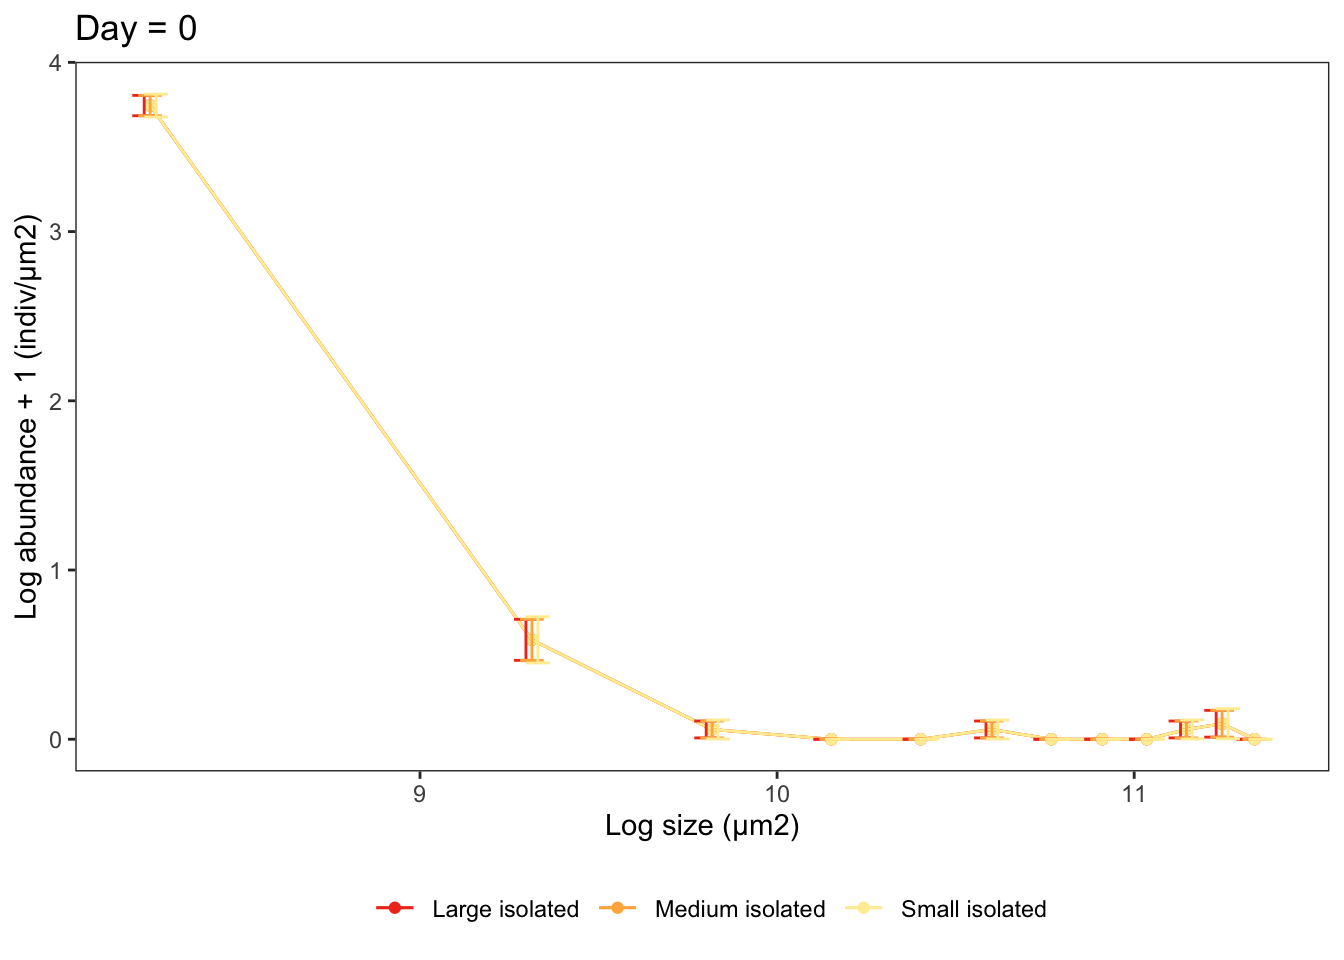 Day = 0
4
3
2
1
0
Log abundance + 1 (indiv/µm2)
9 10 11
Log size (µm2)
Large isolated Medium isolated Small isolated